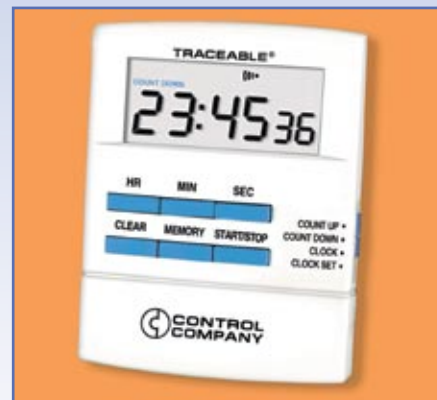 TRACEABLE®
COUNT DOWN
23:45 36
HR MIN SEC
CLEAR MEMORY START/STOP
COUNT UP •
COUNT DOWN •
CLOCK •
CLOCK SET •
CONTROL
COMPANY